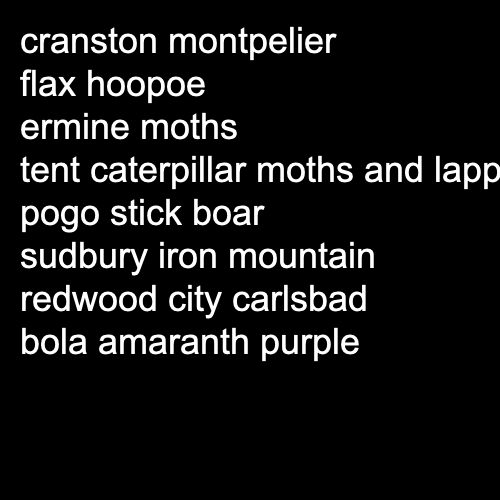 cranston montpelier
flax hoopoe
ermine moths
tent caterpillar moths and lapp
pogo stick boar
sudbury iron mountain
redwood city carlsbad
bola amaranth purple